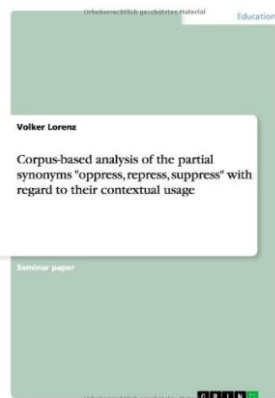 Urheberrechtlich geschütztes Material
Education
Volker Lorenz
Corpus-based analysis of the partial
synonyms "oppress, repress, suppress" with
regard to their contextual usage
Seminar paper
Urheberrechtlich geschütztes Material
G R I N